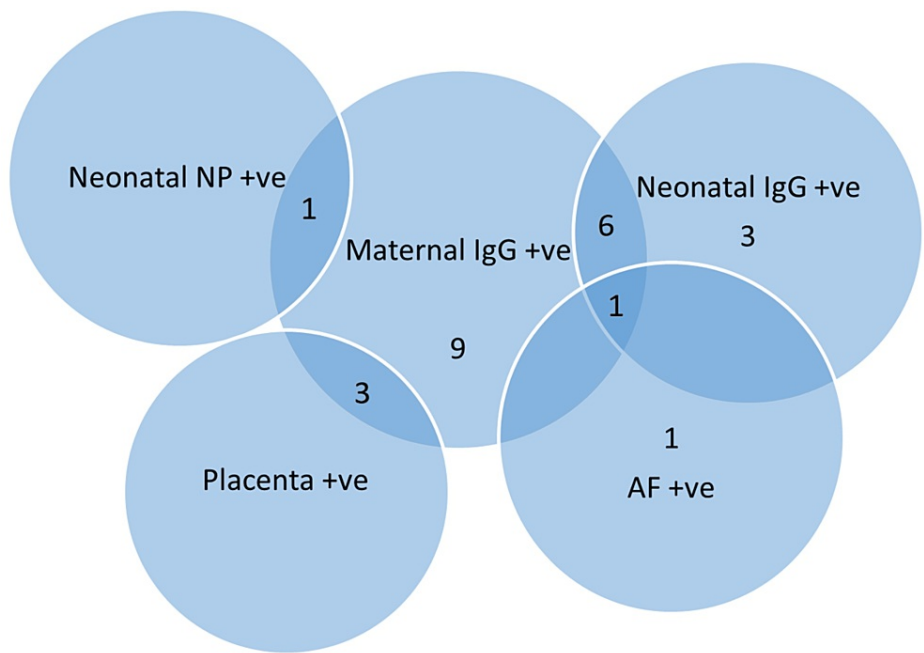 Neonatal NP +ve
1
Maternal IgG +ve
9
6
Neonatal IgG +ve
3
1
3
Placenta +ve
1
AF +ve